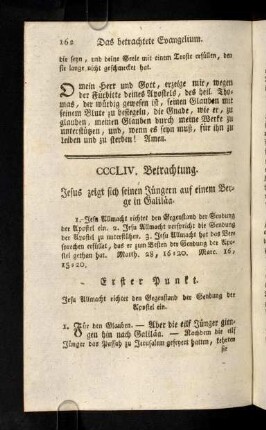 162 Das betrachtete Evangelium.
die seyn, und deine Seele mit einem Troste erfüllen, den
sie lange nicht geschmecket hat.
O mein Herr und Gott, erzeige mir, wegen
der Fürbitte deines Apostels, des heil. Tho-
mas, der würdig gewesen ist, seinen Glauben mit
seinem Blute zu besiegeln, die Gnade, wie er, zu
glauben, meinen Glauben durch meine Werke zu
unterstützen, und, wenn es seyn muß, für ihn zu
leiden und zu sterben! Amen.
CCCLIV. Betrachtung.
Jesus zeigt sich seinen Jüngern auf einem Ber-
ge in Galiläa.
1. Jesu Allmacht richtet den Gegenstand der Sendung
der Apostel ein. 2. Jesu Allmacht verspricht die Sendung
der Apostel zu unterstützen. 3. Jesu Allmacht hat das Ver-
sprechen erfüllet, das er zum Besten der Sendung der Apo-
stel gethan hat. Matth. 28, 16:20. Marc. 16,
15:20.
Erster Punkt.
Jesu Allmacht richtet den Gegenstand der Sendung der
Apostel ein.
1. Für den Glauben. — Aber die eilf Jünger gien-
gen hin nach Galiläa. — Nachdem die eilf
Jünger das Pascha zu Jerusalem gefeyert hatten, kehrten
sie